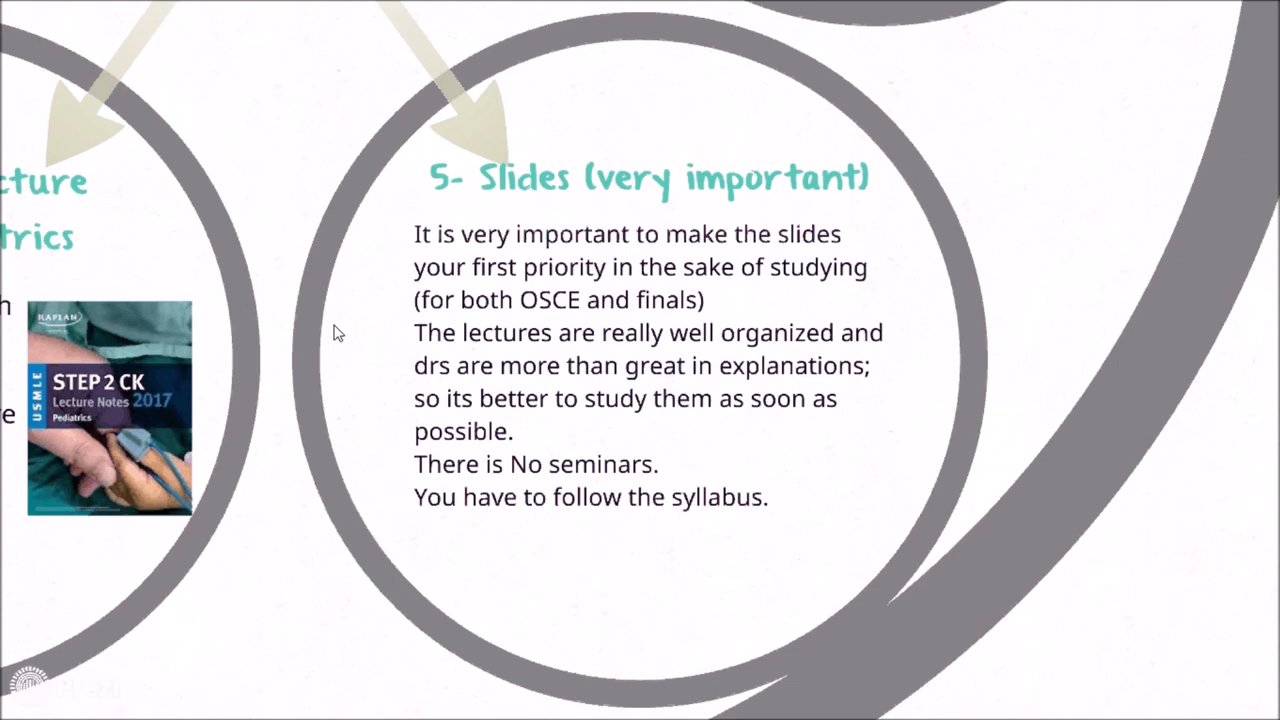 cture
trics
h
e
KAPLAN
USMLE
STEP 2 CK
Lecture Notes 2017
Pediatrics
5- Slides (very important)
It is very important to make the slides
your first priority in the sake of studying
(for both OSCE and finals)
The lectures are really well organized and
drs are more than great in explanations;
so its better to study them as soon as
possible.
There is No seminars.
You have to follow the syllabus.
Prezi